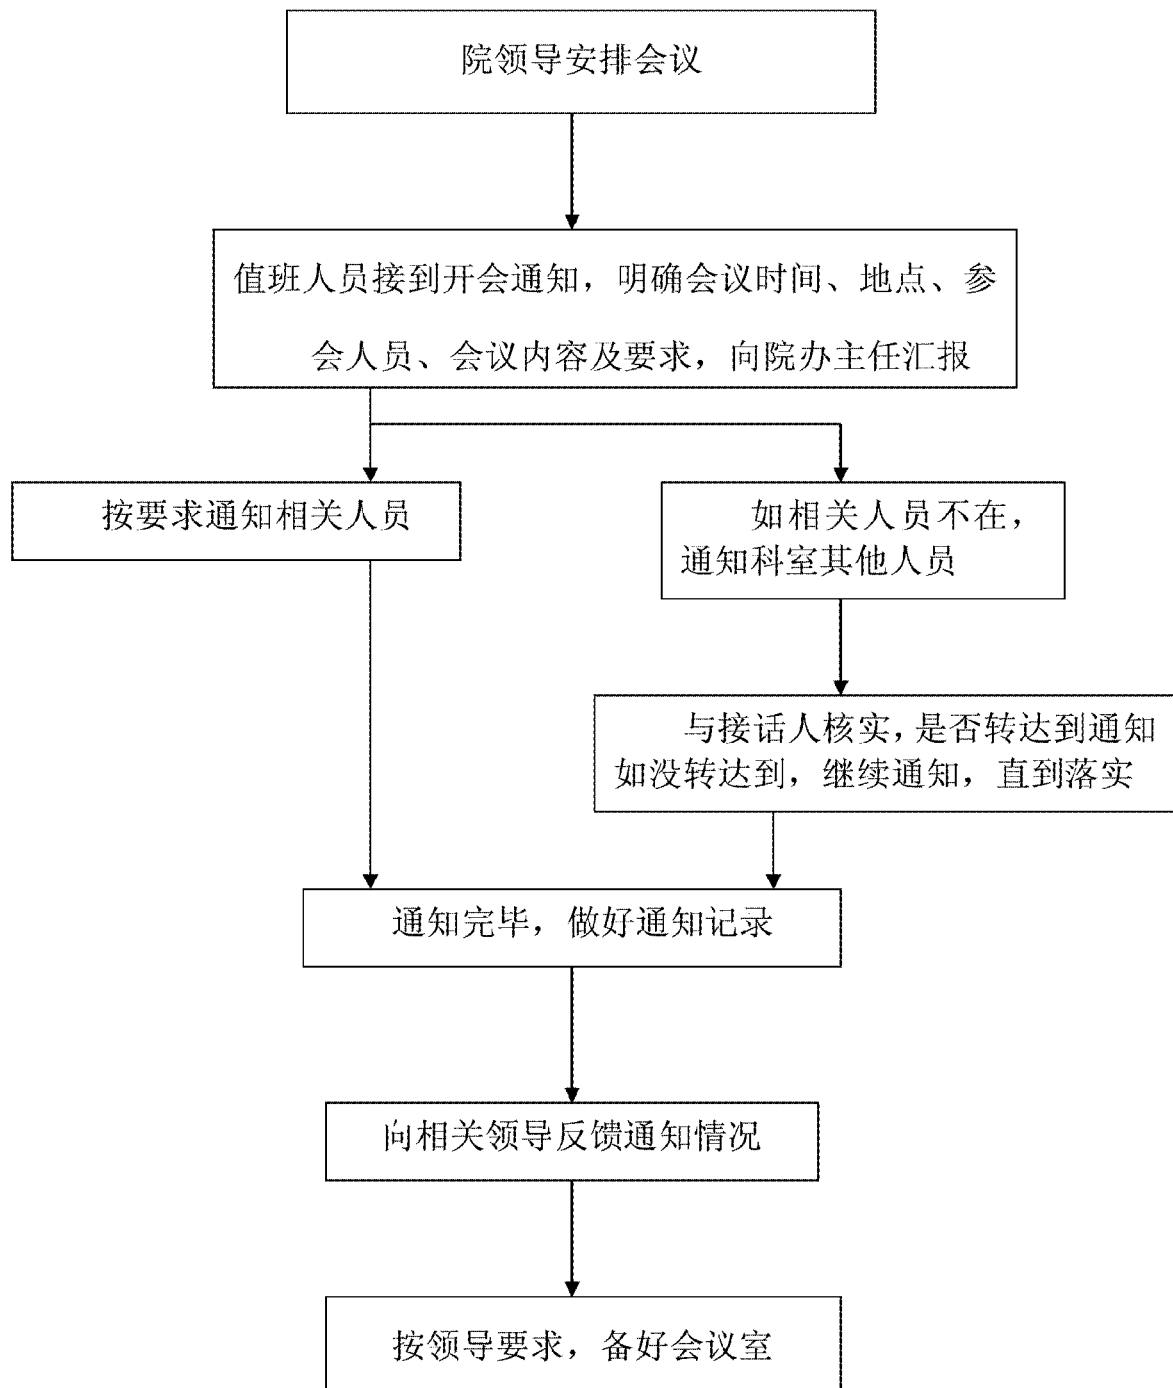 院领导安排会议
值班人员接到开会通知，明确会议时间、地点、参
会人员、会议内容及要求，向院办主任汇报
按要求通知相关人员
如相关人员不在，
通知科室其他人员
与接话人核实，是否转达到通知
如没转达到，继续通知，直到落实
通知完毕，做好通知记录
向相关领导反馈通知情况
按领导要求，备好会议室